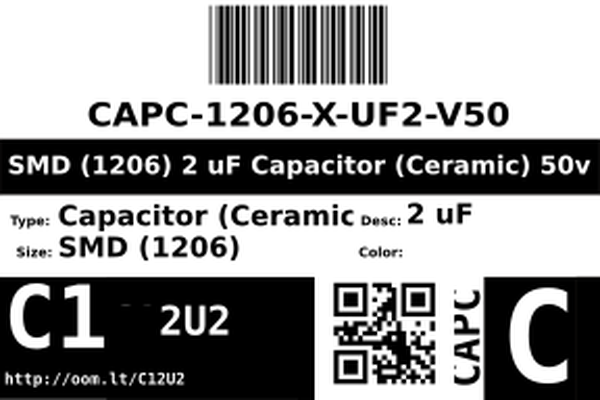 CAPC-1206-X-UF2-V50
SMD (1206) 2 uF Capacitor (Ceramic) 50v
Type: Capacitor (Ceramic Desc: 2 uF
Size: SMD (1206) Color:
C1 2U2 CAPC C
http://oom.lt/C12U2